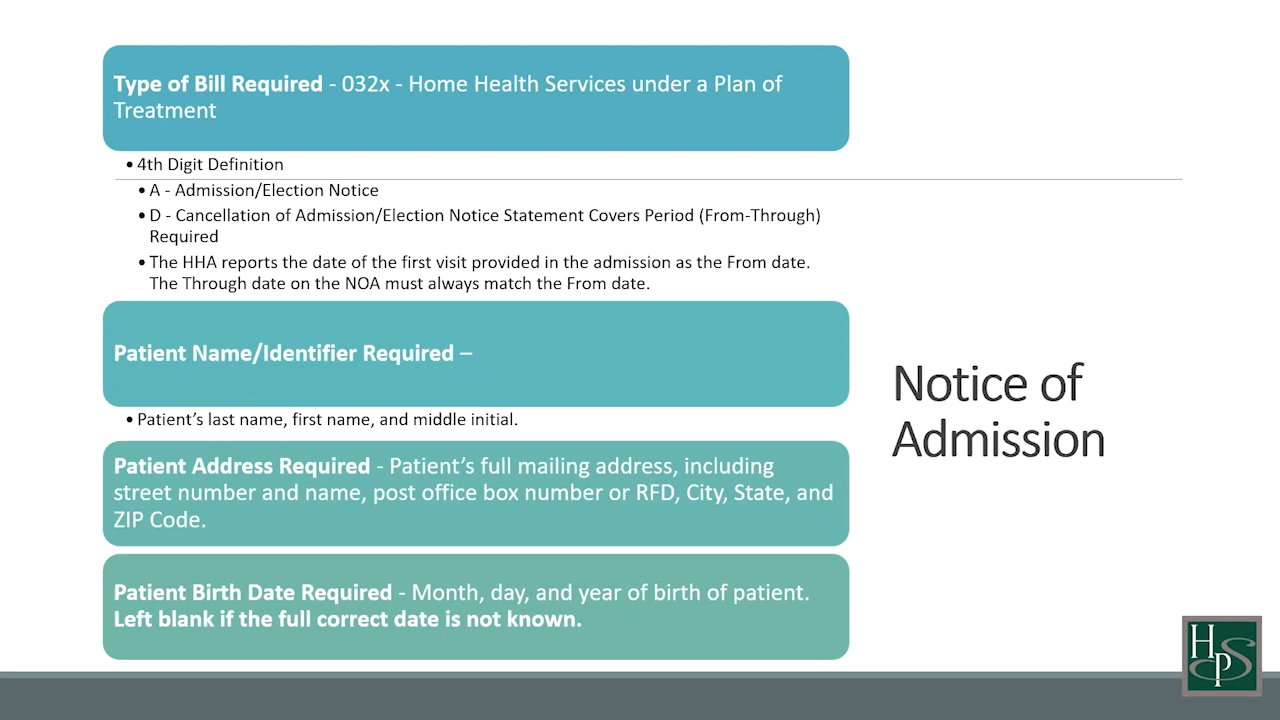 Type of Bill Required - 032x - Home Health Services under a Plan of
Treatment
• 4th Digit Definition
• A - Admission/Election Notice
• D - Cancellation of Admission/Election Notice Statement Covers Period (From-Through)
Required
• The HHA reports the date of the first visit provided in the admission as the From date.
The Through date on the NOA must always match the From date.
Patient Name/Identifier Required –
• Patient’s last name, first name, and middle initial.
Patient Address Required - Patient’s full mailing address, including
street number and name, post office box number or RFD, City, State, and
ZIP Code.
Patient Birth Date Required - Month, day, and year of birth of patient.
Left blank if the full correct date is not known.
Notice of
Admission
HPS